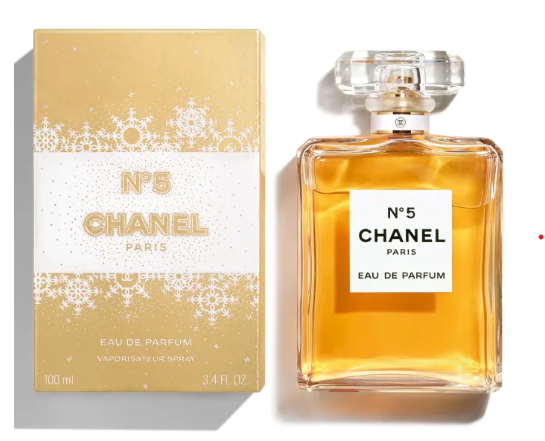 N°5
CHANEL
PARIS
EAU DE PARFUM
VAPORISATEUR SPRAY
100 ml 3.4 FL. OZ.
N°5
CHANEL
PARIS
EAU DE PARFUM